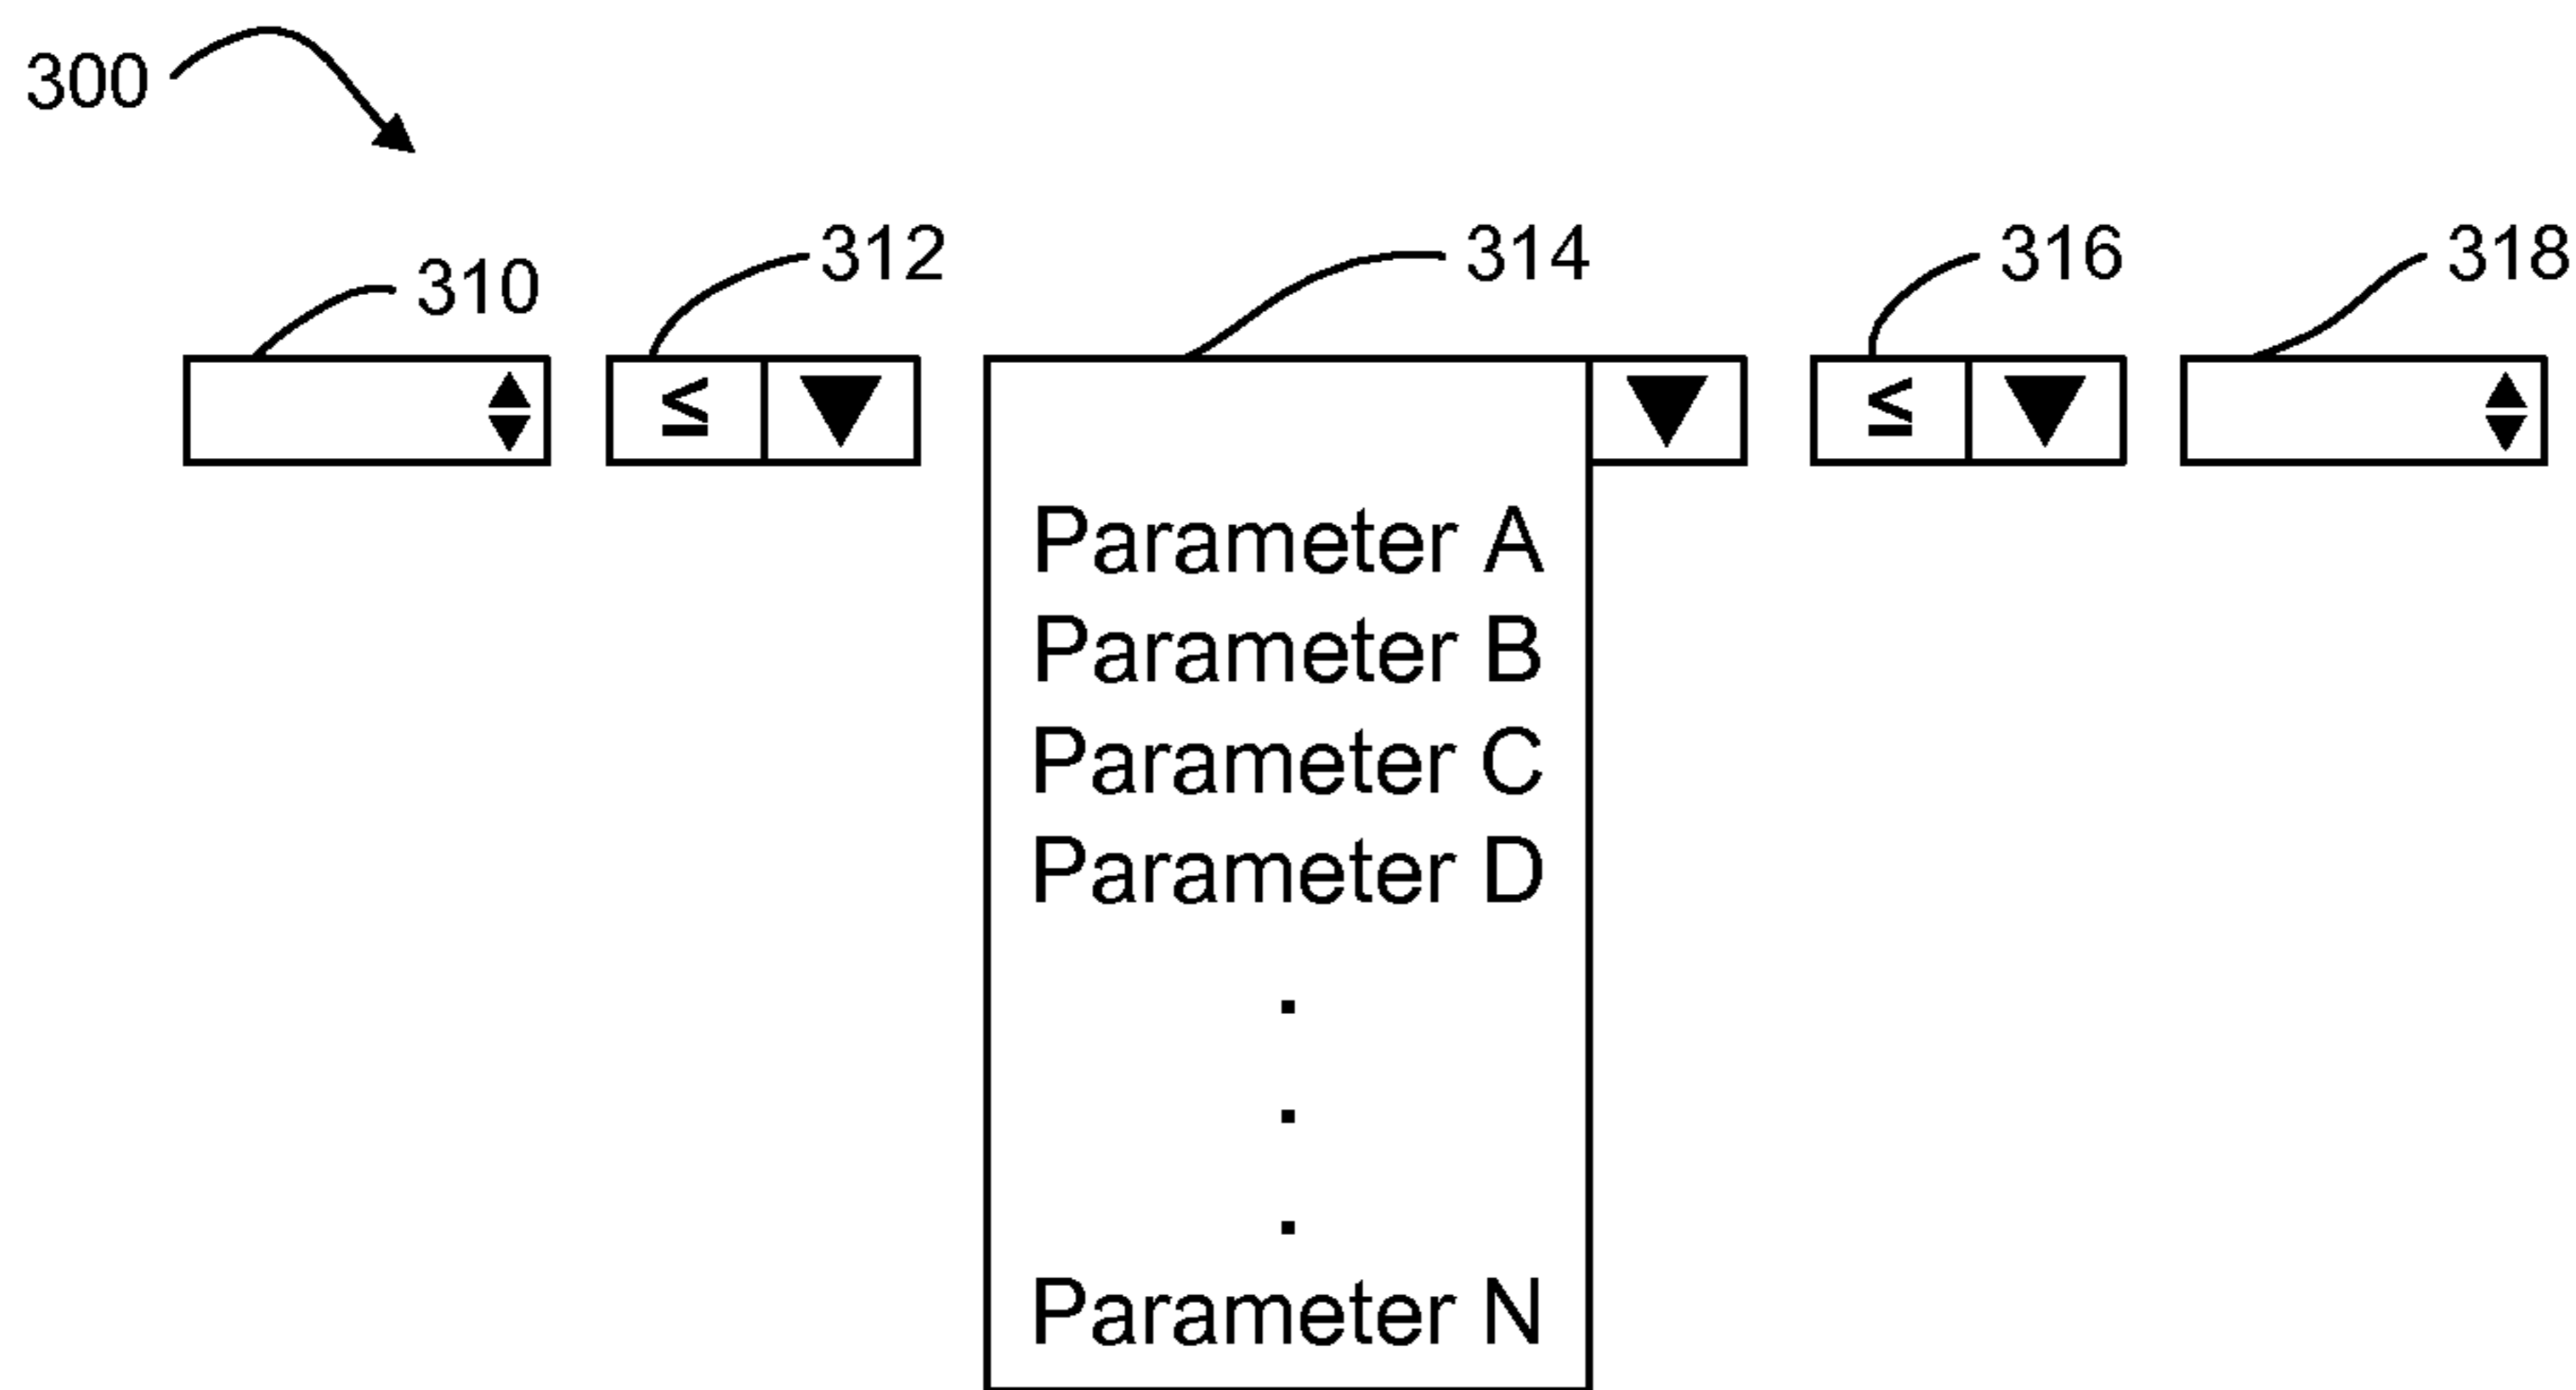 300
310
312
314
316
318
≤
≤
Parameter A
Parameter B
Parameter C
Parameter D
.
.
.
Parameter N